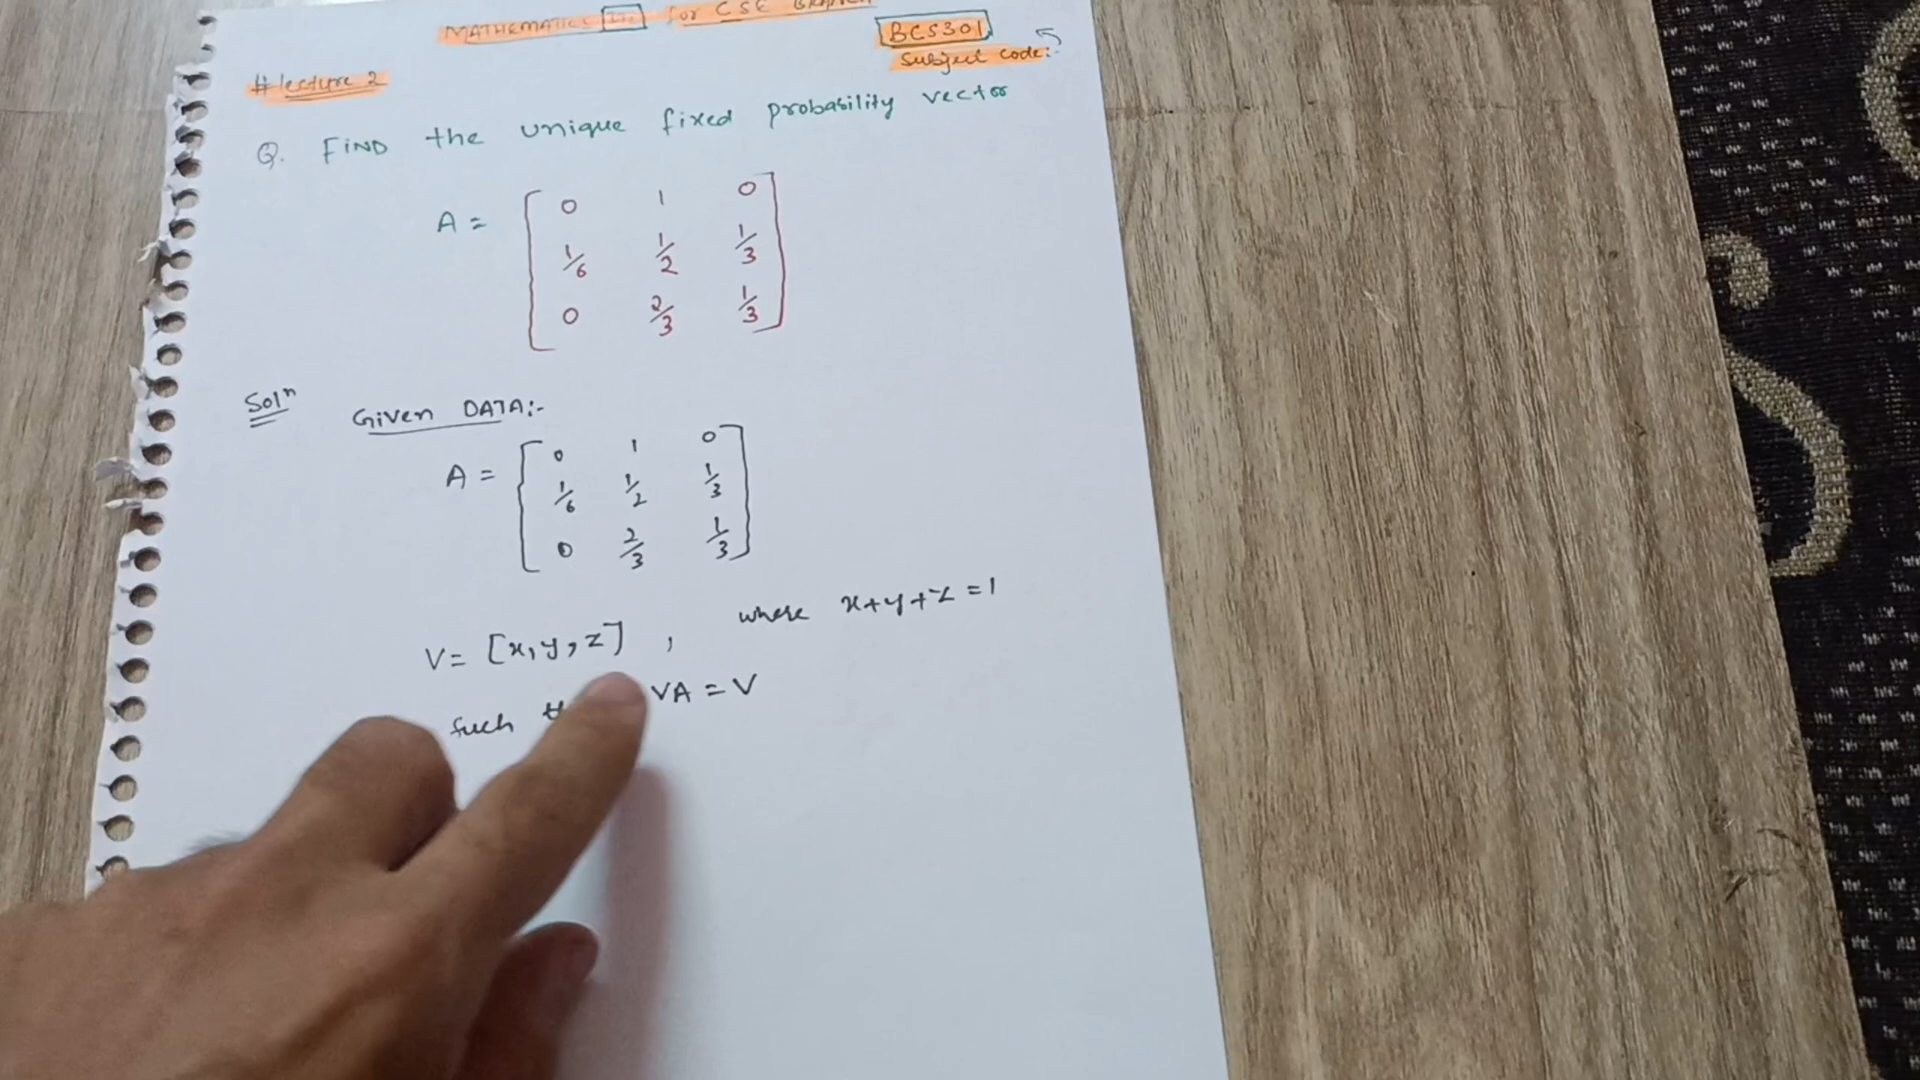 MATHEMATICS III for CSE BRANCH
BCS301
subject code:-
# lecture 2
Q. FIND the unique fixed probability vector
A = [ 0 1 0
1/6 1/2 1/3
0 2/3 1/3 ]
Solⁿ Given DATA:-
A = [ 0 1 0
1/6 1/2 1/3
0 2/3 1/3 ]
V = [x, y, z] , where x+y+z = 1
such VA = V